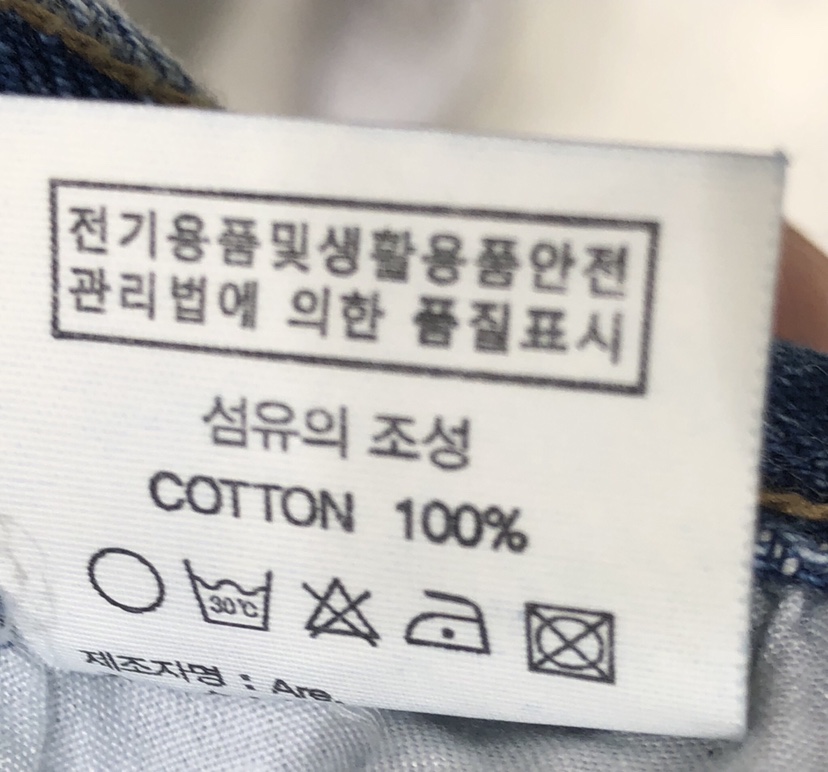 전기용품및생활용품안전
관리법에 의한 품질표시
섬유의 조성
COTTON 100%
30℃
제조자명 : Are.